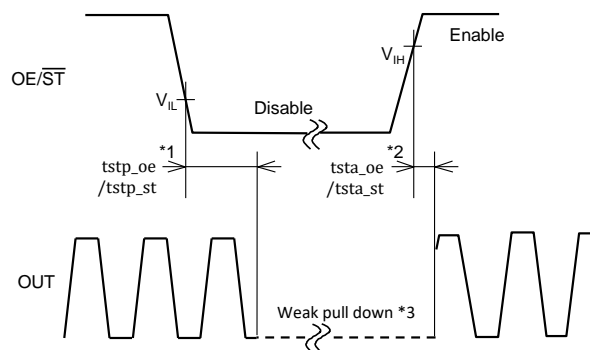 Enable
OE/ST
VIH
VIL
Disable
*1
tstp_oe
/tstp_st
*2
tsta_oe
/tsta_st
OUT
Weak pull down *3